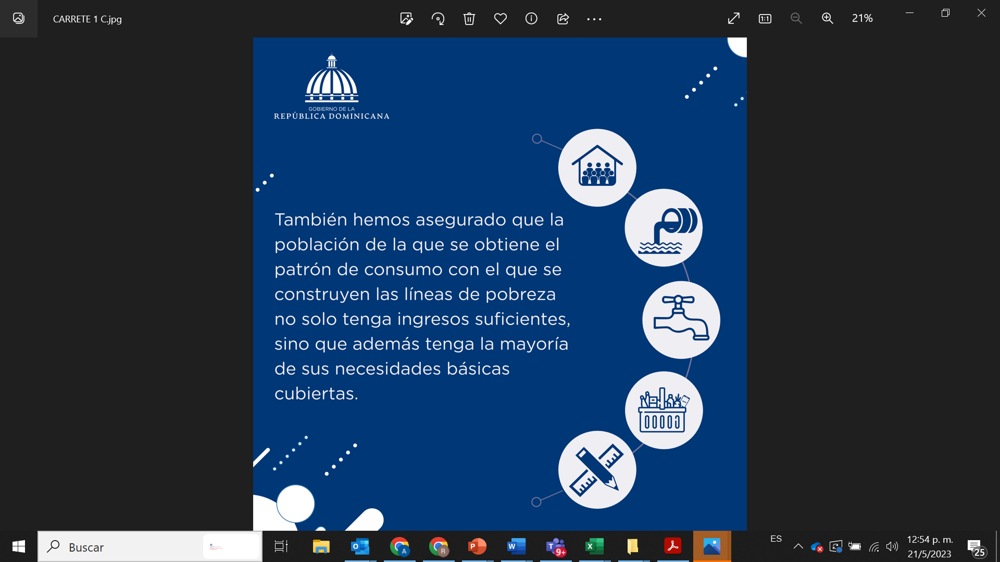 CARRETE 1 C.jpg
21%
GOBIERNO DE LA
REPÚBLICA DOMINICANA
También hemos asegurado que la
población de la que se obtiene el
patrón de consumo con el que se
construyen las líneas de pobreza
no solo tenga ingresos suficientes,
sino que además tenga la mayoría
de sus necesidades básicas
cubiertas.
Buscar
9+
ES
12:54 p. m.
21/5/2023
25